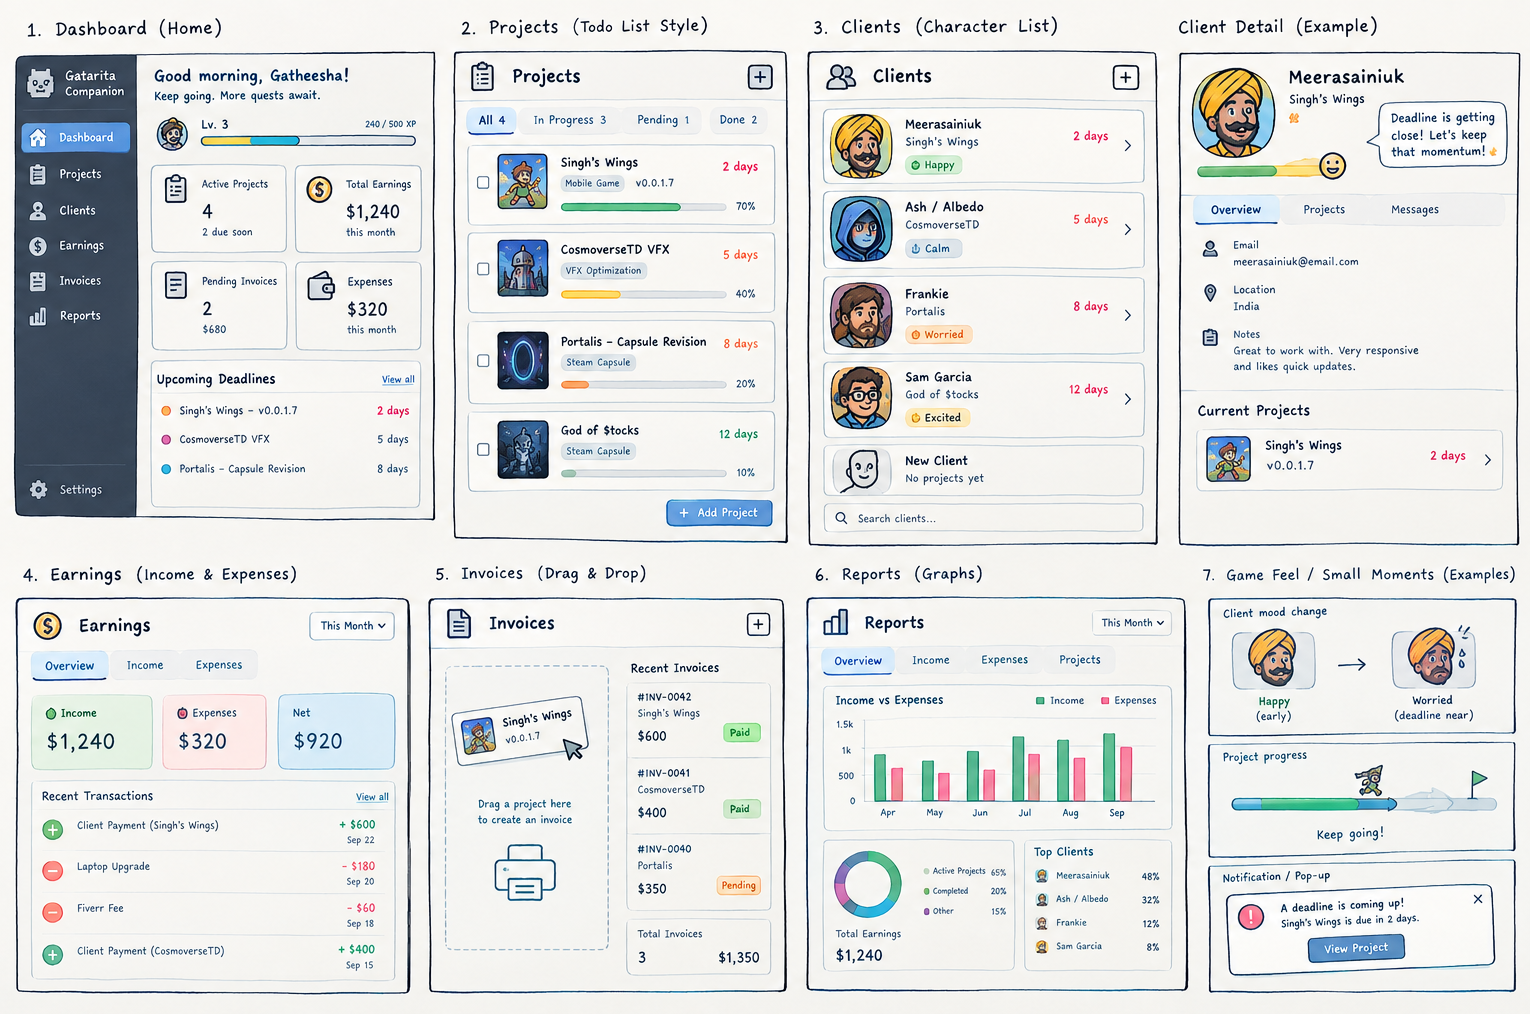 1. Dashboard (Home)
Gatarita
Companion
Dashboard
Projects
Clients
Earnings
Invoices
Reports
Settings
Good morning, Gatheesha!
Keep going. More quests await.
Lv. 3
240 / 500 XP
Active Projects
4
2 due soon
Total Earnings
$1,240
this month
Pending Invoices
2
$680
Expenses
$320
this month
Upcoming Deadlines
View all
Singh's Wings – v0.0.1.7
2 days
CosmoverseTD VFX
5 days
Portalis – Capsule Revision
8 days
2. Projects (Todo List Style)
Projects
All 4
In Progress 3
Pending 1
Done 2
Singh's Wings
2 days
Mobile Game
v0.0.1.7
70%
CosmoverseTD VFX
5 days
VFX Optimization
40%
Portalis – Capsule Revision
8 days
Steam Capsule
20%
God of $tocks
12 days
Steam Capsule
10%
+ Add Project
3. Clients (Character List)
Clients
Meerasainiuk
Singh's Wings
2 days
Happy
Ash / Albedo
CosmoverseTD
5 days
Calm
Frankie
Portalis
8 days
Worried
Sam Garcia
God of $tocks
12 days
Excited
New Client
No projects yet
Search clients...
Client Detail (Example)
Meerasainiuk
Singh's Wings
Deadline is getting
close! Let's keep
that momentum!
Overview
Projects
Messages
Email
meerasainiuk@email.com
Location
India
Notes
Great to work with. Very responsive
and likes quick updates.
Current Projects
Singh's Wings
v0.0.1.7
2 days
4. Earnings (Income & Expenses)
Earnings
This Month
Overview
Income
Expenses
Income
$1,240
Expenses
$320
Net
$920
Recent Transactions
View all
Client Payment (Singh's Wings)
+ $600
Sep 22
Laptop Upgrade
- $180
Sep 20
Fiverr Fee
- $60
Sep 18
Client Payment (CosmoverseTD)
+ $400
Sep 15
5. Invoices (Drag & Drop)
Invoices
Singh's Wings
v0.0.1.7
Drag a project here
to create an invoice
Recent Invoices
#INV-0042
Singh's Wings
$600
Paid
#INV-0041
CosmoverseTD
$400
Paid
#INV-0040
Portalis
$350
Pending
Total Invoices
3
$1,350
6. Reports (Graphs)
Reports
This Month
Overview
Income
Expenses
Projects
Income vs Expenses
Income
Expenses
1.5k
1k
500
0
Apr
May
Jun
Jul
Aug
Sep
Active Projects 65%
Completed 20%
Other 15%
Total Earnings
$1,240
Top Clients
Meerasainiuk 48%
Ash / Albedo 32%
Frankie 12%
Sam Garcia 8%
7. Game Feel / Small Moments (Examples)
Client mood change
Happy
(early)
Worried
(deadline near)
Project progress
Keep going!
Notification / Pop-up
A deadline is coming up!
Singh's Wings is due in 2 days.
View Project